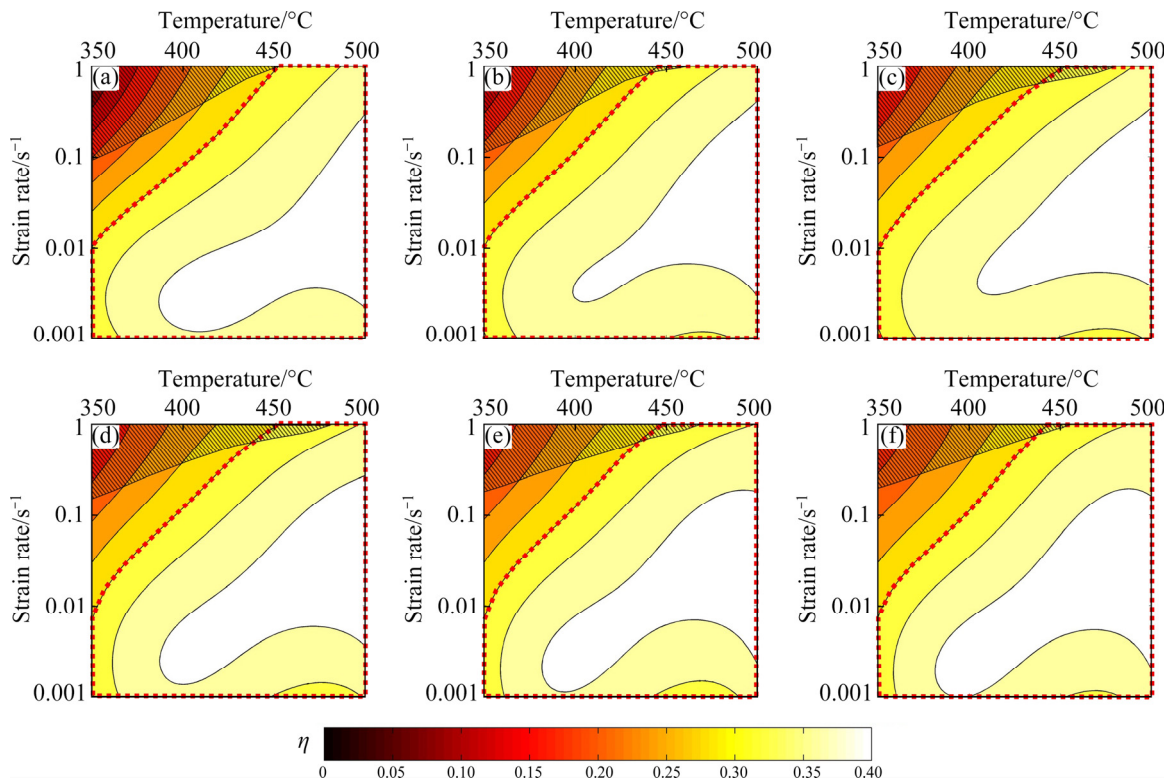 Temperature/°C Temperature/°C Temperature/°C
350 400 450 500 350 400 450 500 350 400 450 500
1 (a) 1 (b) 1 (c)
Strain rate/s⁻¹ Strain rate/s⁻¹ Strain rate/s⁻¹
0.1 0.1 0.1
0.01 0.01 0.01
0.001 0.001 0.001
Temperature/°C Temperature/°C Temperature/°C
350 400 450 500 350 400 450 500 350 400 450 500
1 (d) 1 (e) 1 (f)
Strain rate/s⁻¹ Strain rate/s⁻¹ Strain rate/s⁻¹
0.1 0.1 0.1
0.01 0.01 0.01
0.001 0.001 0.001
η
0 0.05 0.10 0.15 0.20 0.25 0.30 0.35 0.40